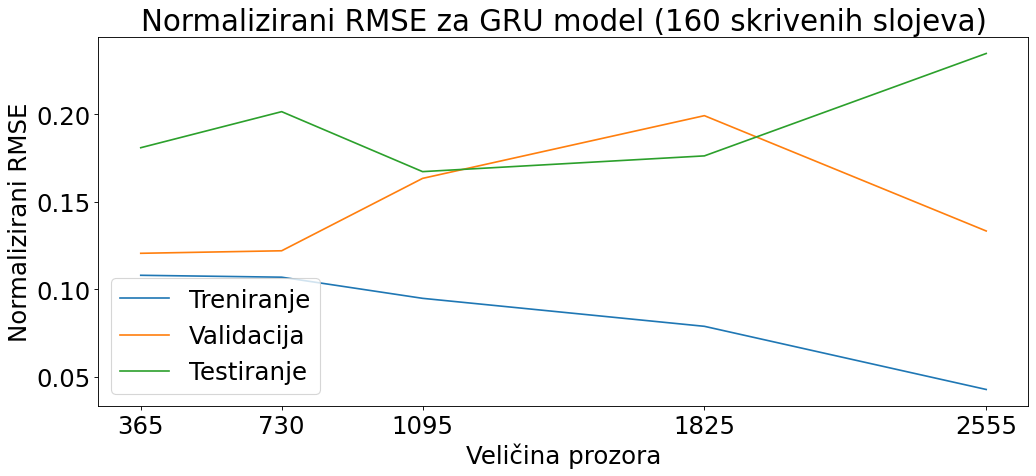 Normalizirani RMSE za GRU model (160 skrivenih slojeva)
Normalizirani RMSE
0.20
0.15
0.10
0.05
Treniranje
Validacija
Testiranje
365 730 1095 1825 2555
Veličina prozora